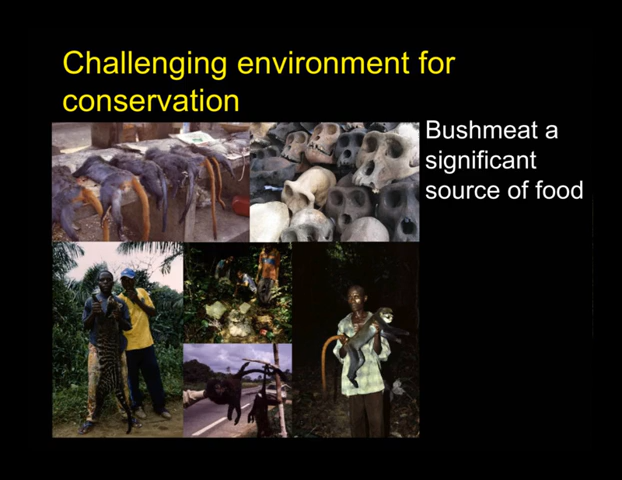 Challenging environment for
conservation
Bushmeat a
significant
source of food